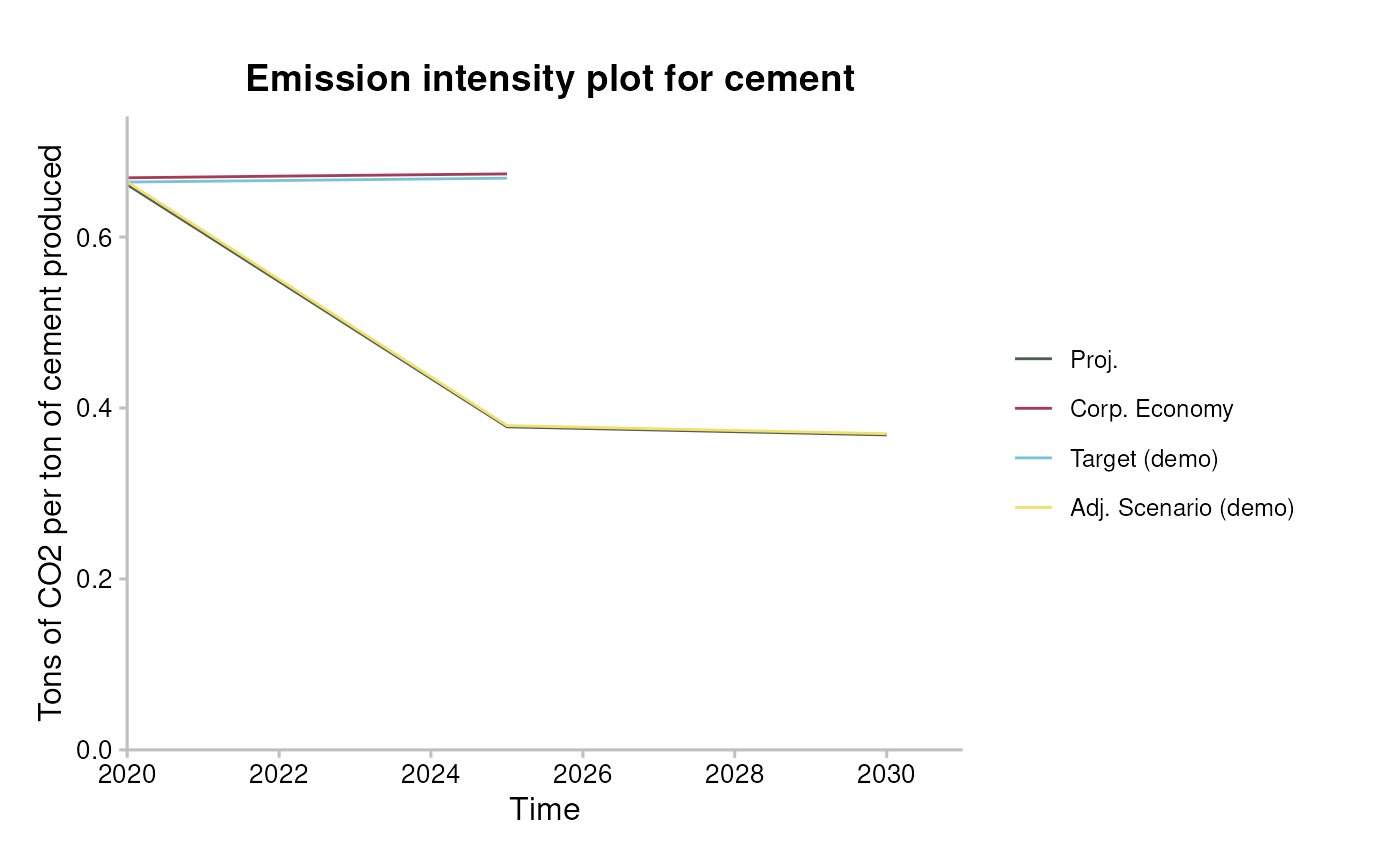 Emission intensity plot for cement
Tons of CO2 per ton of cement produced
0.6
0.4
0.2
0.0
2020 2022 2024 2026 2028 2030
Time
Proj.
Corp. Economy
Target (demo)
Adj. Scenario (demo)